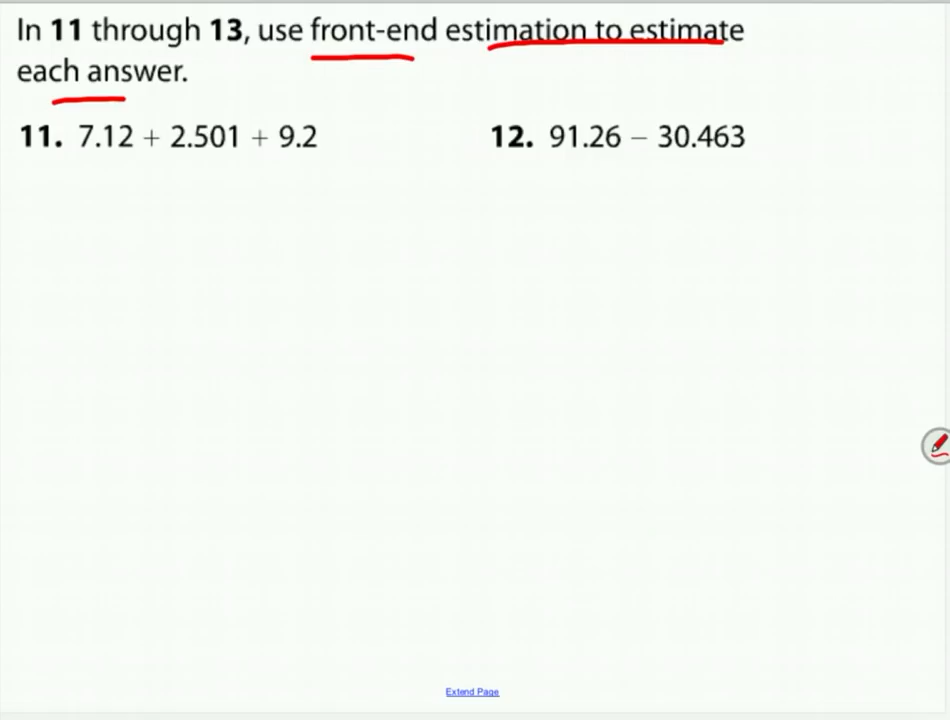 In 11 through 13, use front-end estimation to estimate
each answer.
11. 7.12 + 2.501 + 9.2
12. 91.26 − 30.463
Extend Page